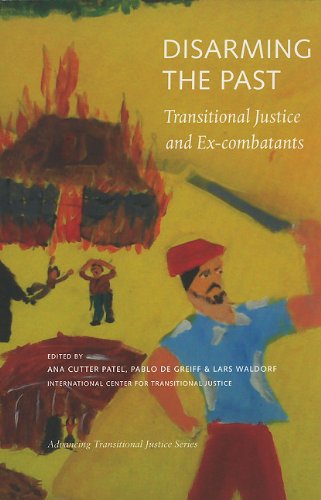 DISARMING
THE PAST
Transitional Justice
and Ex-combatants
EDITED BY
ANA CUTTER PATEL, PABLO DE GREIFF & LARS WALDORF
INTERNATIONAL CENTER FOR TRANSITIONAL JUSTICE
Advancing Transitional Justice Series